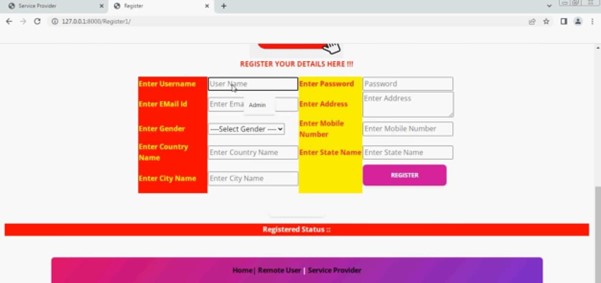 Service Provider
Register
127.0.0.1:8000/Register1/
REGISTER YOUR DETAILS HERE !!!
Enter Username User Name Enter Password Password
Enter EMail Id Enter Ema Admin Enter Address Enter Address
Enter Gender ----Select Gender ---- Enter Mobile Number Enter Mobile Number
Enter Country Name Enter Country Name Enter State Name Enter State Name
Enter City Name Enter City Name REGISTER
Registered Status ::
Home| Remote User | Service Provider